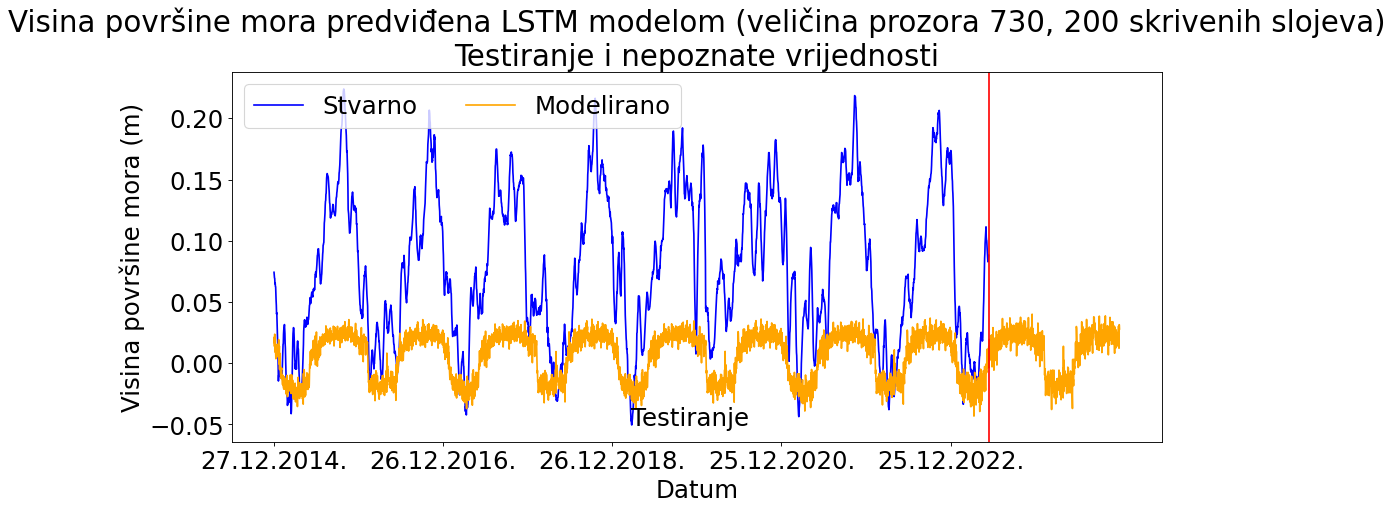 Visina površine mora predviđena LSTM modelom (veličina prozora 730, 200 skrivenih slojeva)
Testiranje i nepoznate vrijednosti
Stvarno Modelirano
Visina površine mora (m)
0.20
0.15
0.10
0.05
0.00
−0.05
Testiranje
27.12.2014. 26.12.2016. 26.12.2018. 25.12.2020. 25.12.2022.
Datum